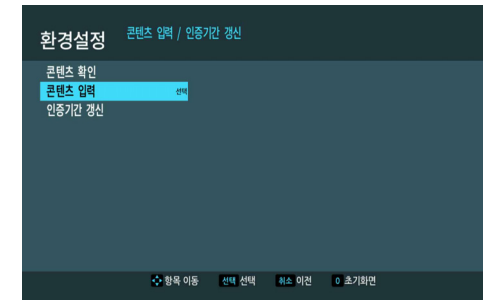 환경설정 콘텐츠 입력 / 인증기간 갱신
콘텐츠 확인
콘텐츠 입력 선택
인증기간 갱신
항목 이동 선택 선택 취소 이전 0 초기화면